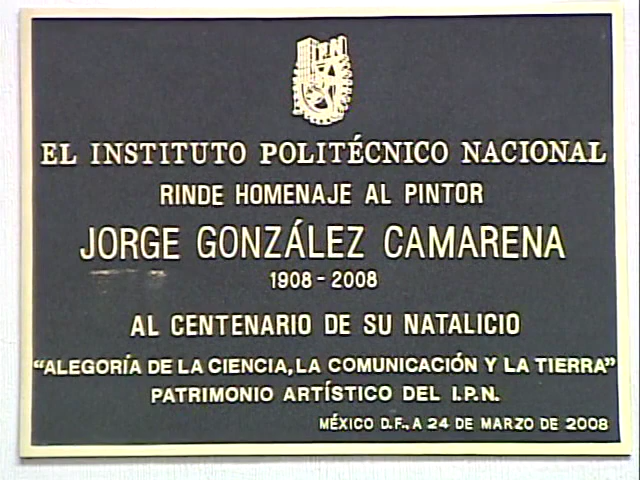 IPN
EL INSTITUTO POLITÉCNICO NACIONAL
RINDE HOMENAJE AL PINTOR
JORGE GONZÁLEZ CAMARENA
1908 - 2008
AL CENTENARIO DE SU NATALICIO
“ALEGORÍA DE LA CIENCIA, LA COMUNICACIÓN Y LA TIERRA”
PATRIMONIO ARTÍSTICO DEL I.P.N.
MÉXICO D.F., A 24 DE MARZO DE 2008